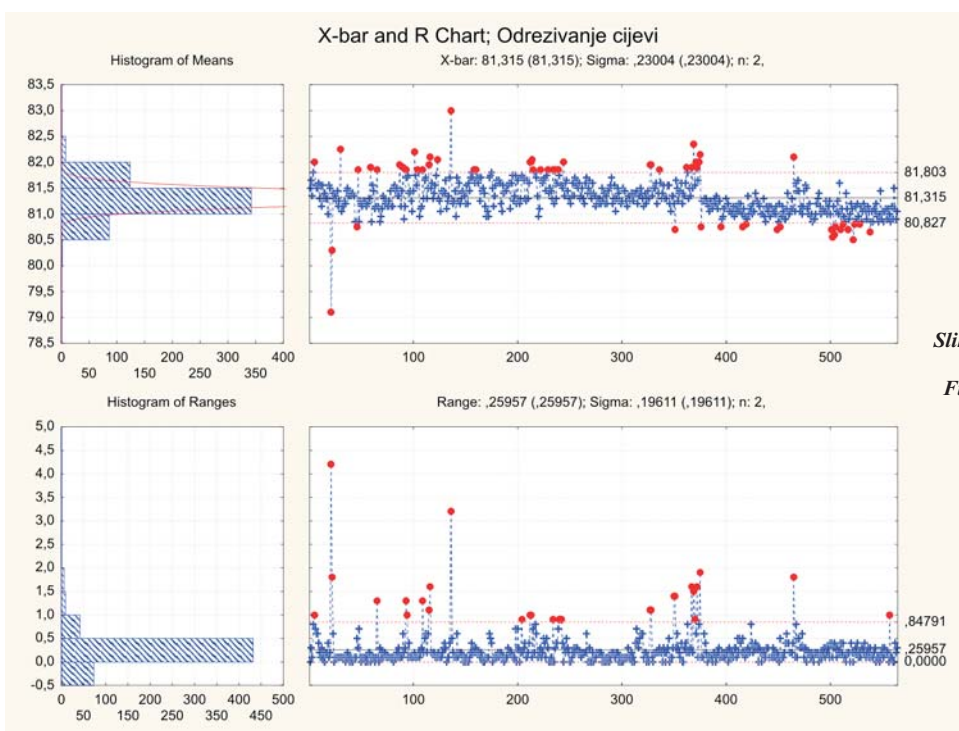 X-bar and R Chart; Odrezivanje cijevi
Histogram of Means
X-bar: 81,315 (81,315); Sigma: ,23004 (,23004); n: 2,
83,5
83,0
82,5
82,0
81,5
81,0
80,5
80,0
79,5
79,0
78,5
0 100 200 300 400
50 150 250 350
100 200 300 400 500
81,803
81,315
80,827
Histogram of Ranges
Range: ,25957 (,25957); Sigma: ,19611 (,19611); n: 2,
5,0
4,5
4,0
3,5
3,0
2,5
2,0
1,5
1,0
0,5
0,0
-0,5
0 100 200 300 400 500
50 150 250 350 450
100 200 300 400 500
,84791
,25957
0,0000